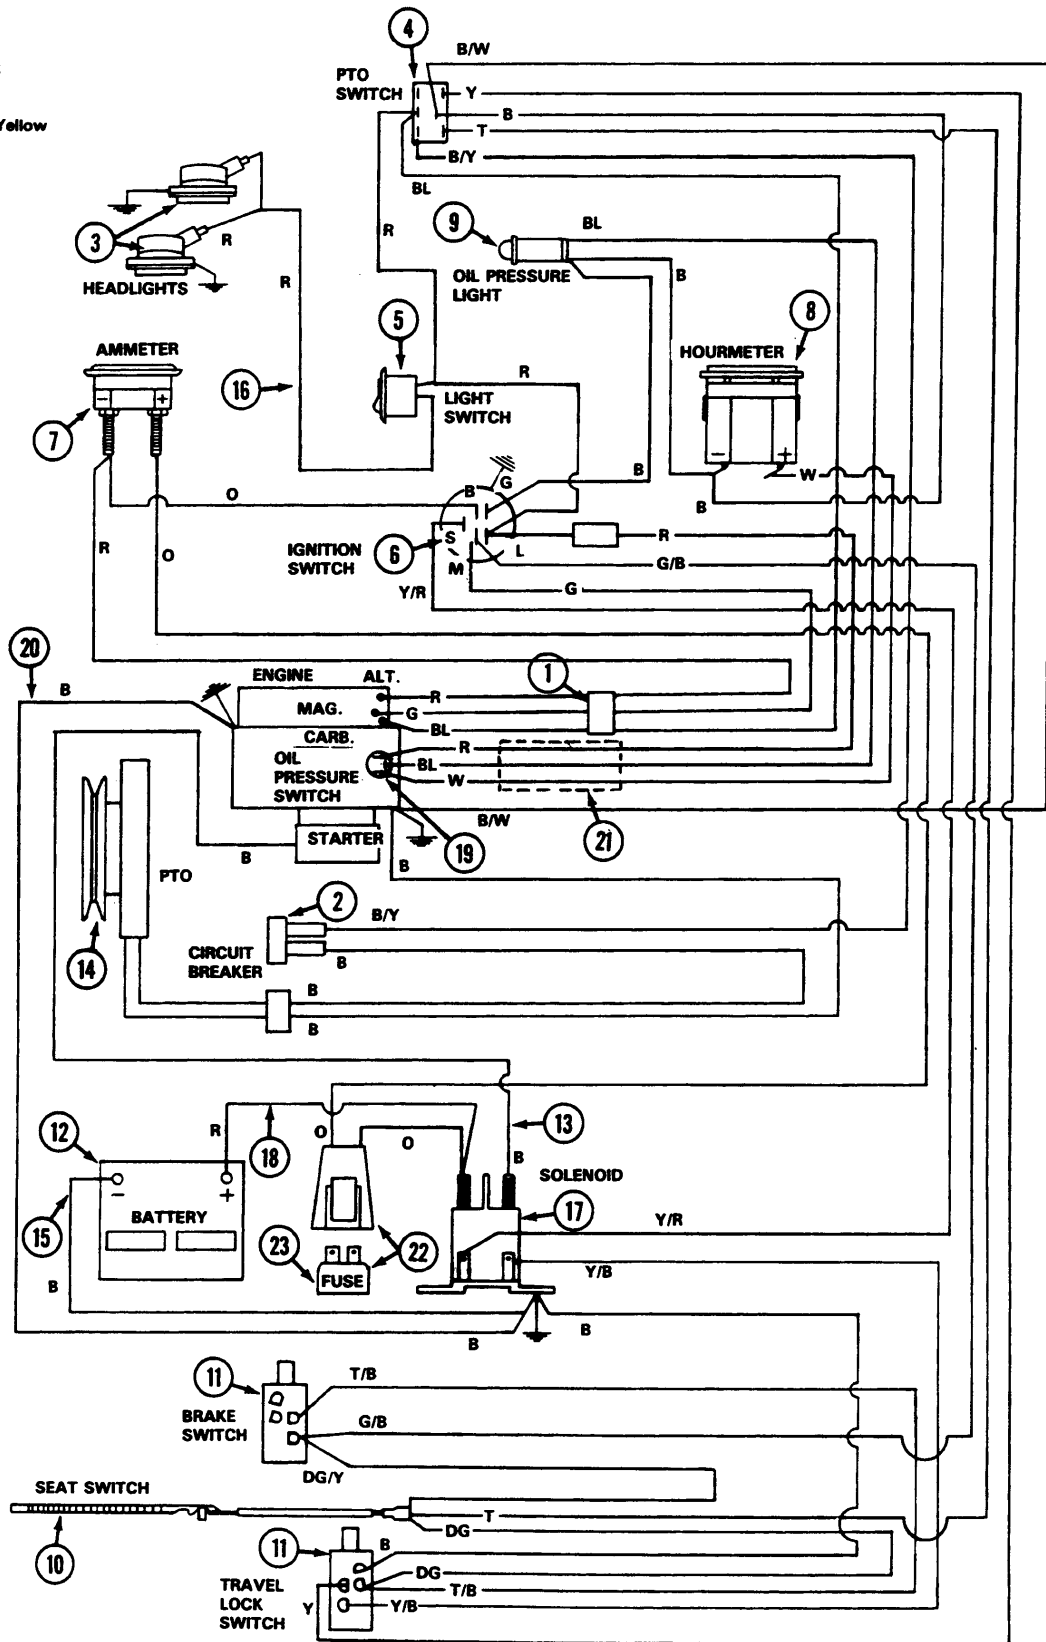 4
B/W
PTO
SWITCH
Y
B
T
B/Y
BL
Yellow
3
R
HEADLIGHTS
R
R
9
BL
OIL PRESSURE
LIGHT
B
5
8
HOURMETER
AMMETER
- +
7
16
R
LIGHT
SWITCH
- +
W
B
B
O
B G
S
L
M
6
IGNITION
SWITCH
R
G/B
Y/R
G
R
O
20
B
ENGINE
ALT.
R
1
MAG.
G
CARB.
BL
OIL
PRESSURE
SWITCH
R
BL
W
STARTER
B/W
19
21
B
B
PTO
14
2
B/Y
CIRCUIT
BREAKER
B
B
B
12
R
18
O
O
13
B
SOLENOID
17
- +
BATTERY
15
Y/R
23
22
FUSE
Y/B
B
B
B
11
T/B
BRAKE
SWITCH
G/B
DG/Y
SEAT SWITCH
10
T
DG
11
B
DG
TRAVEL
LOCK
SWITCH
T/B
Y
Y/B